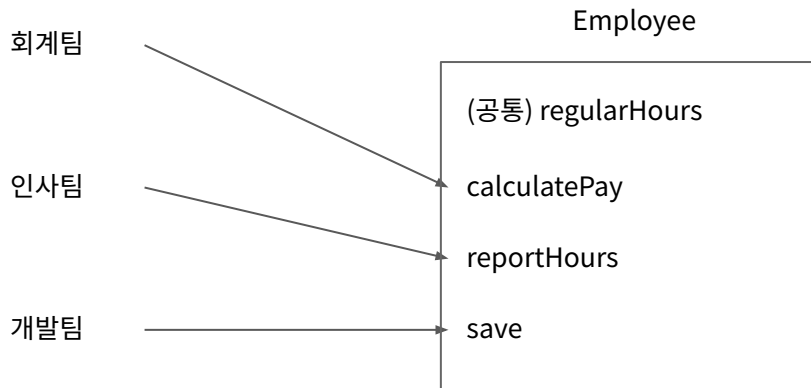 Employee
회계팀
(공통) regularHours
인사팀
calculatePay
reportHours
개발팀
save